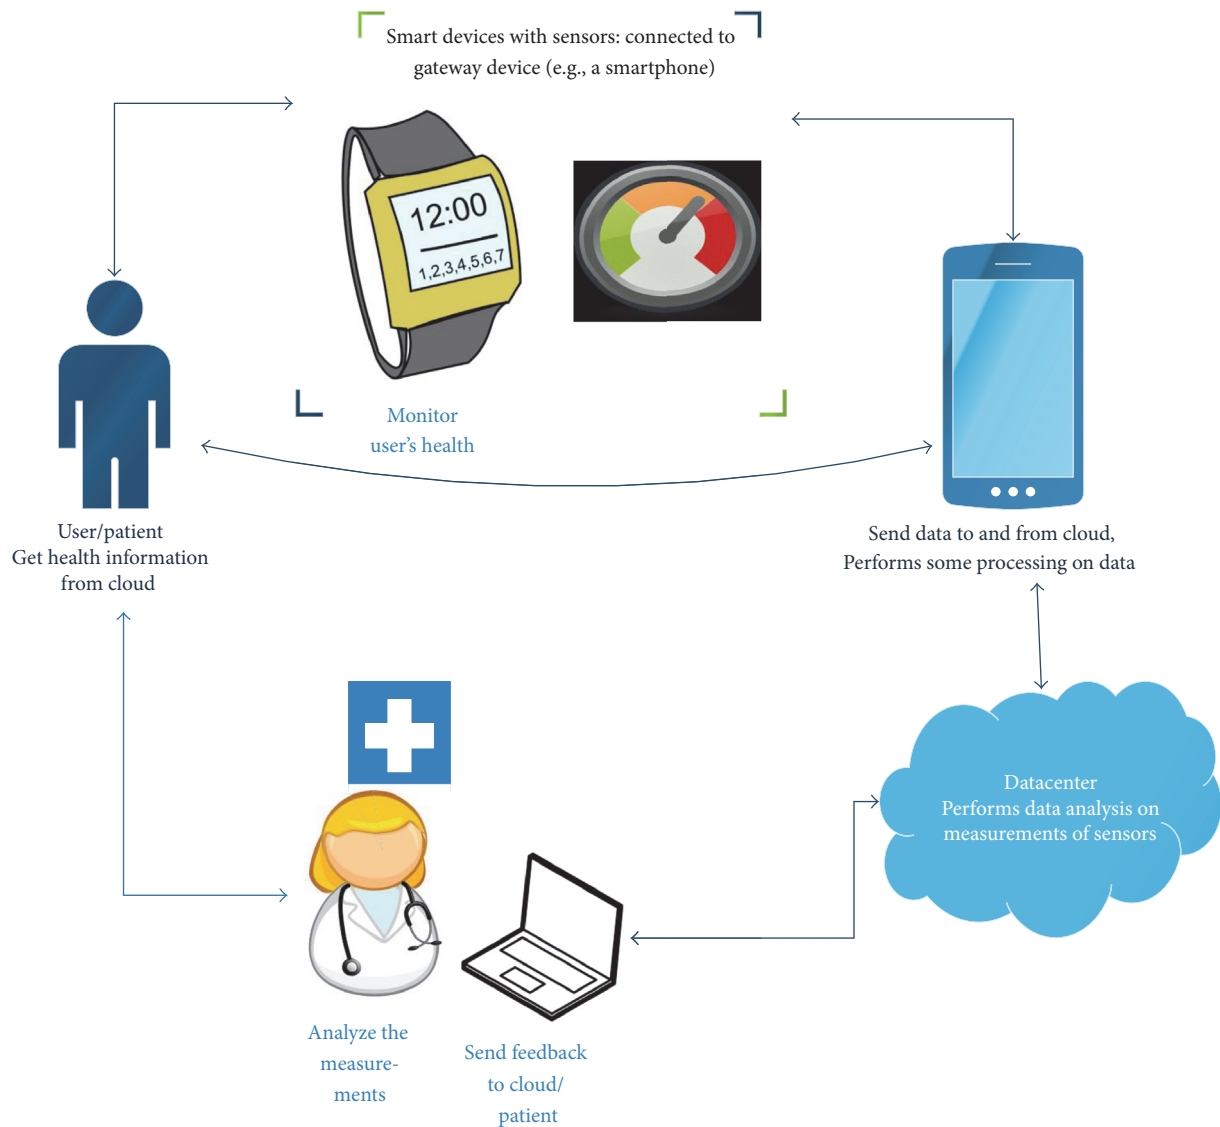 Smart devices with sensors: connected to
gateway device (e.g., a smartphone)
12:00
1,2,3,4,5,6,7
Monitor
user’s health
User/patient
Get health information
from cloud
Send data to and from cloud,
Performs some processing on data
Datacenter
Performs data analysis on
measurements of sensors
Analyze the
measure-
ments
Send feedback
to cloud/
patient